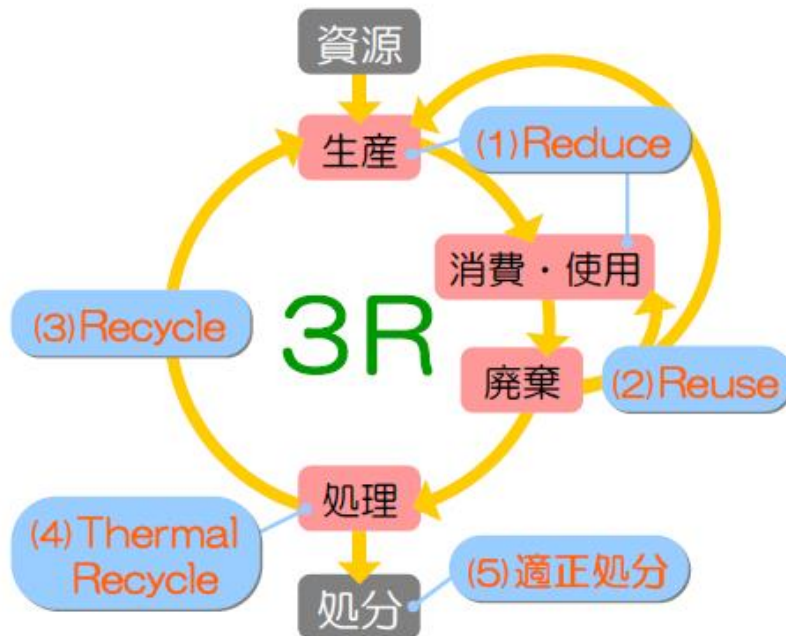 資源
生産
(1)Reduce
消費・使用
3R
(3)Recycle
廃棄
(2)Reuse
処理
(4)Thermal
Recycle
(5)適正処分
処分